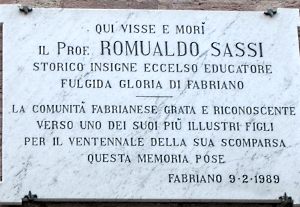 QUI VISSE E MORÌ
IL PROF. ROMUALDO SASSI
STORICO INSIGNE ECCELSO EDUCATORE
FULGIDA GLORIA DI FABRIANO
LA COMUNITÀ FABRIANESE GRATA E RICONOSCENTE
VERSO UNO DEI SUOI PIÙ ILLUSTRI FIGLI
PER IL VENTENNALE DELLA SUA SCOMPARSA
QUESTA MEMORIA POSE
FABRIANO 9-2-1989